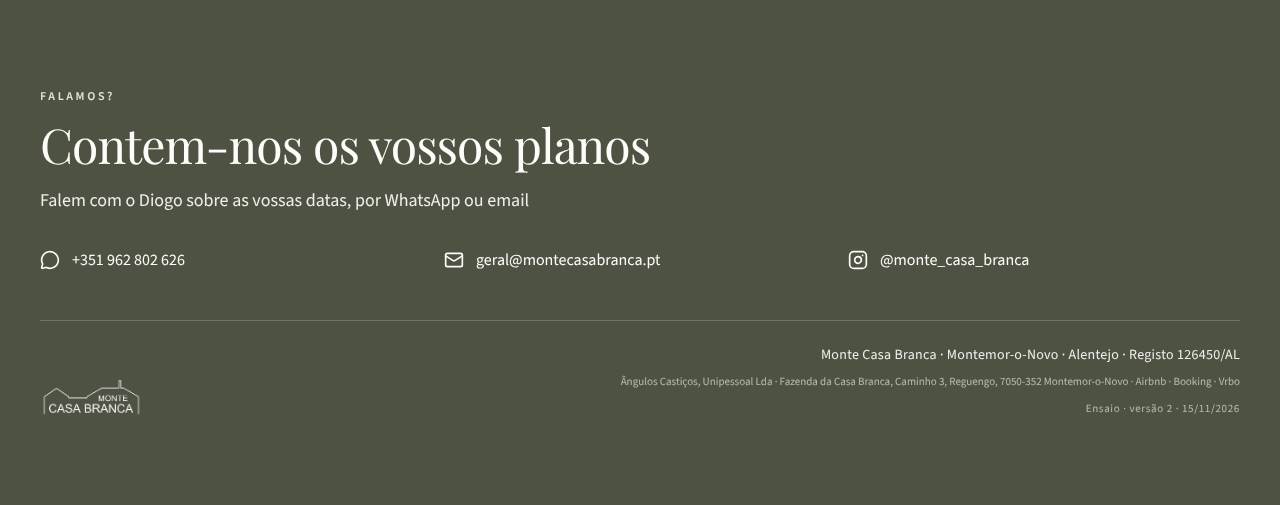 FALAMOS?
Contem-nos os vossos planos
Falem com o Diogo sobre as vossas datas, por WhatsApp ou email
+351 962 802 626
geral@montecasabranca.pt
@monte_casa_branca
Monte Casa Branca · Montemor-o-Novo · Alentejo · Registo 126450/AL
Ângulos Castiços, Unipessoal Lda · Fazenda da Casa Branca, Caminho 3, Reguengo, 7050-352 Montemor-o-Novo · Airbnb · Booking · Vrbo
MONTE
CASA BRANCA
Ensaio · versão 2 · 15/11/2026